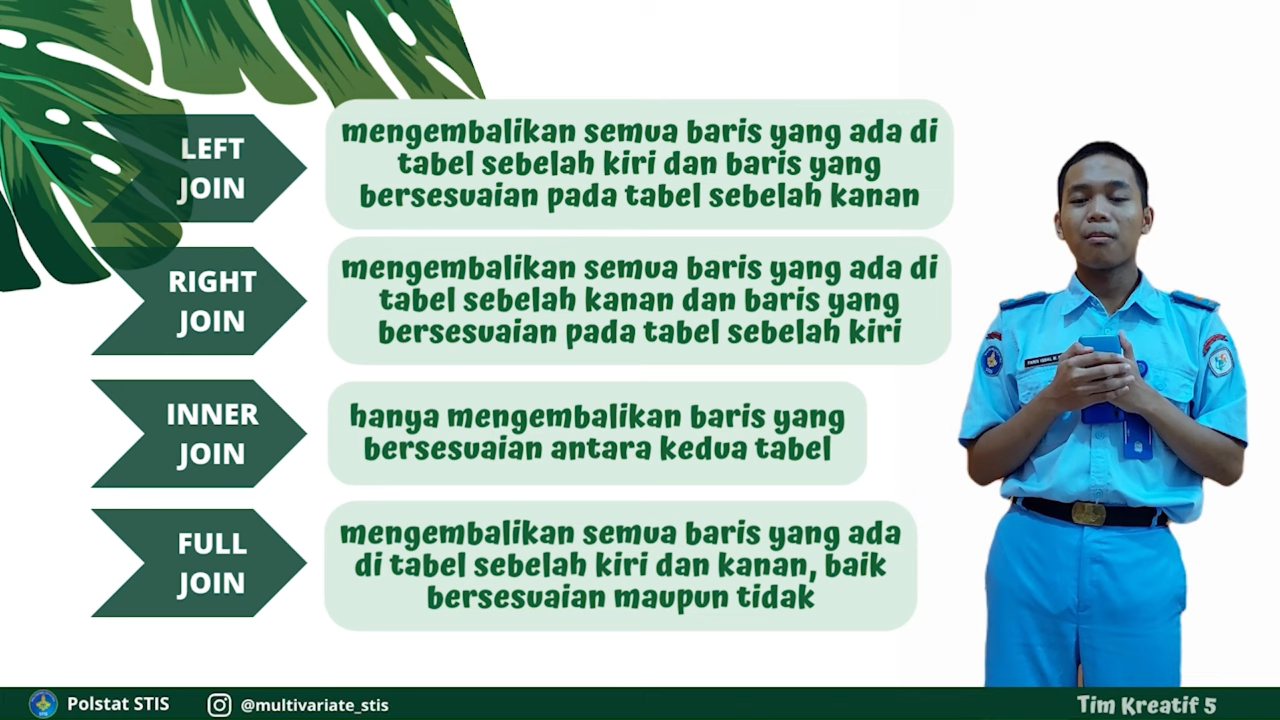 LEFT
JOIN
mengembalikan semua baris yang ada di
tabel sebelah kiri dan baris yang
bersesuaian pada tabel sebelah kanan
RIGHT
JOIN
mengembalikan semua baris yang ada di
tabel sebelah kanan dan baris yang
bersesuaian pada tabel sebelah kiri
INNER
JOIN
hanya mengembalikan baris yang
bersesuaian antara kedua tabel
FULL
JOIN
mengembalikan semua baris yang ada
di tabel sebelah kiri dan kanan, baik
bersesuaian maupun tidak
Polstat STIS
@multivariate_stis
Tim Kreatif 5